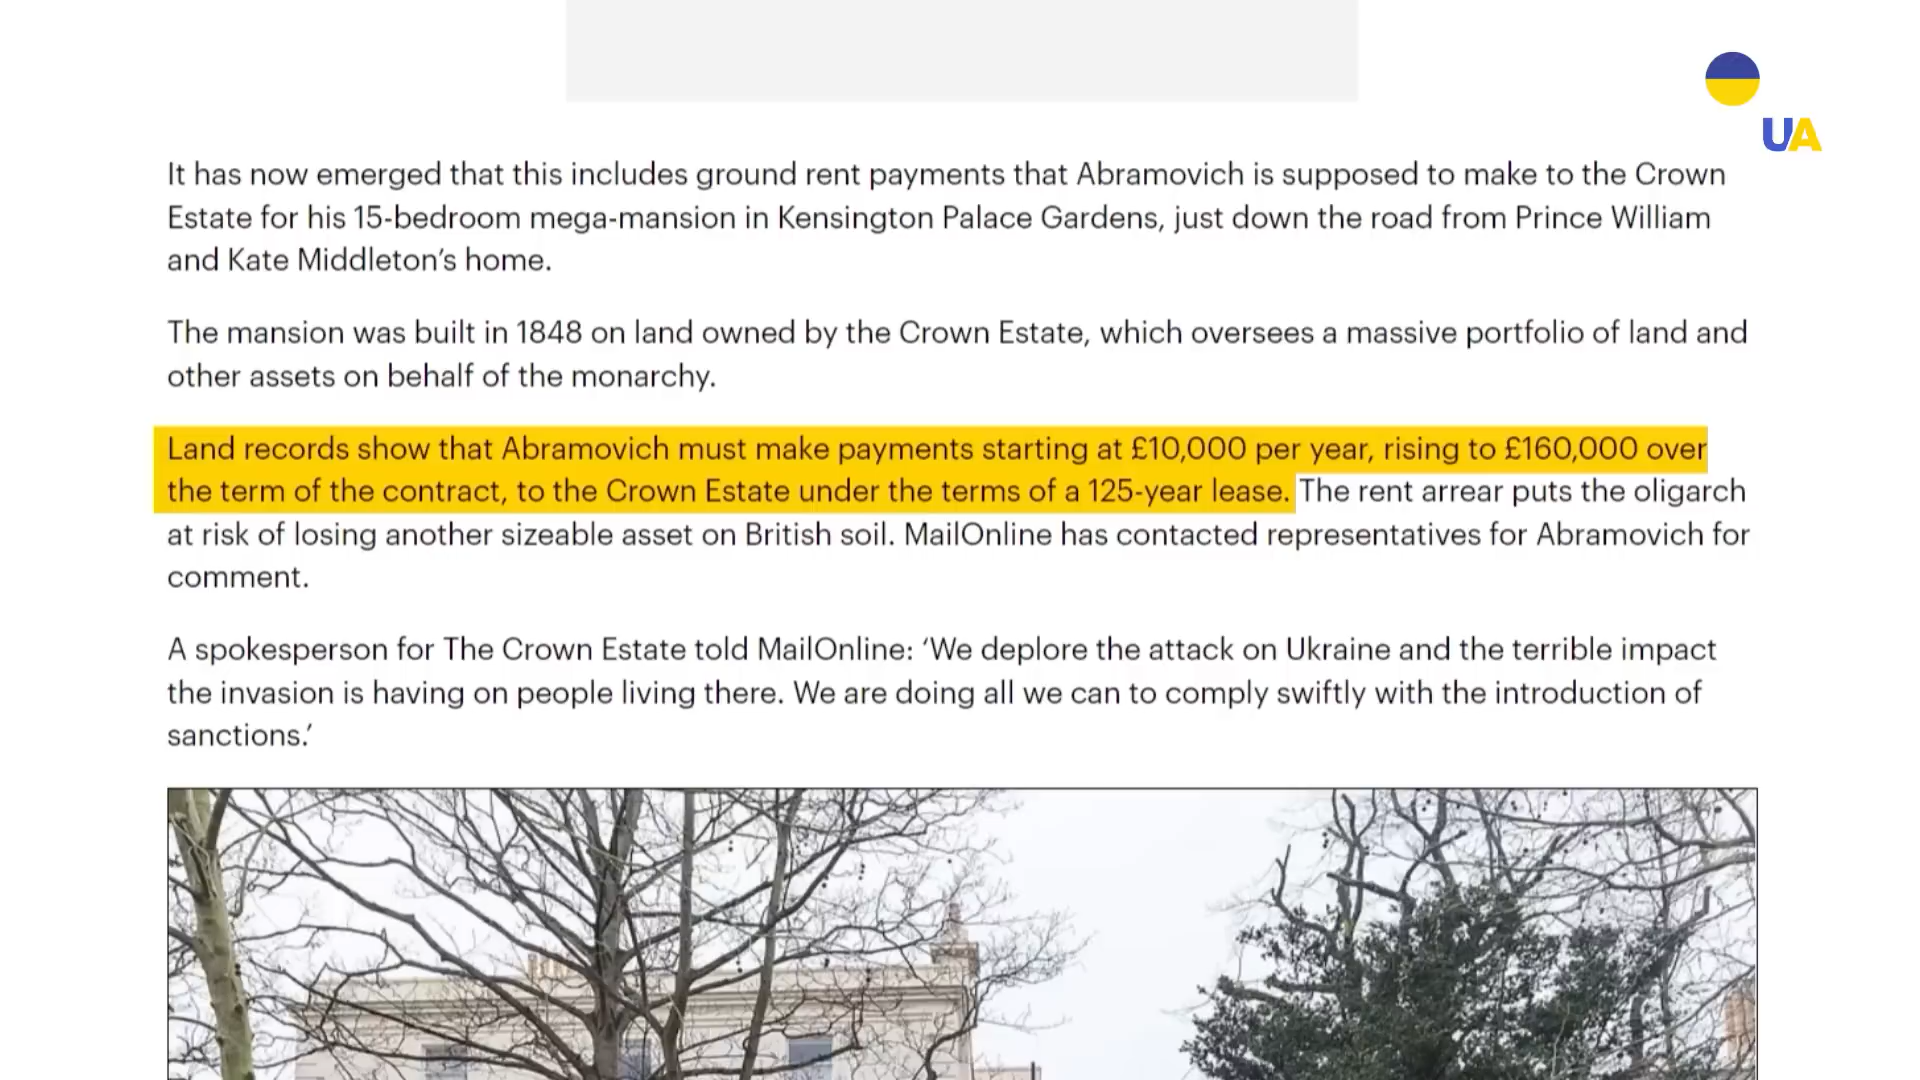 UA
It has now emerged that this includes ground rent payments that Abramovich is supposed to make to the Crown
Estate for his 15-bedroom mega-mansion in Kensington Palace Gardens, just down the road from Prince William
and Kate Middleton’s home.
The mansion was built in 1848 on land owned by the Crown Estate, which oversees a massive portfolio of land and
other assets on behalf of the monarchy.
Land records show that Abramovich must make payments starting at £10,000 per year, rising to £160,000 over
the term of the contract, to the Crown Estate under the terms of a 125-year lease. The rent arrear puts the oligarch
at risk of losing another sizeable asset on British soil. MailOnline has contacted representatives for Abramovich for
comment.
A spokesperson for The Crown Estate told MailOnline: ‘We deplore the attack on Ukraine and the terrible impact
the invasion is having on people living there. We are doing all we can to comply swiftly with the introduction of
sanctions.’